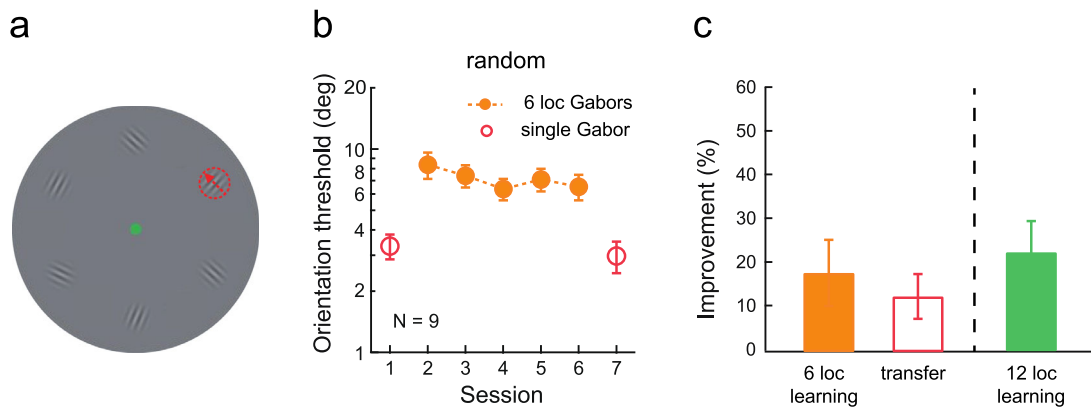 a
b
random
Orientation threshold (deg)
20
10
8
6
4
2
1
6 loc Gabors
single Gabor
N = 9
1 2 3 4 5 6 7
Session
c
Improvement (%)
60
50
40
30
20
10
0
6 loc
learning
transfer
12 loc
learning